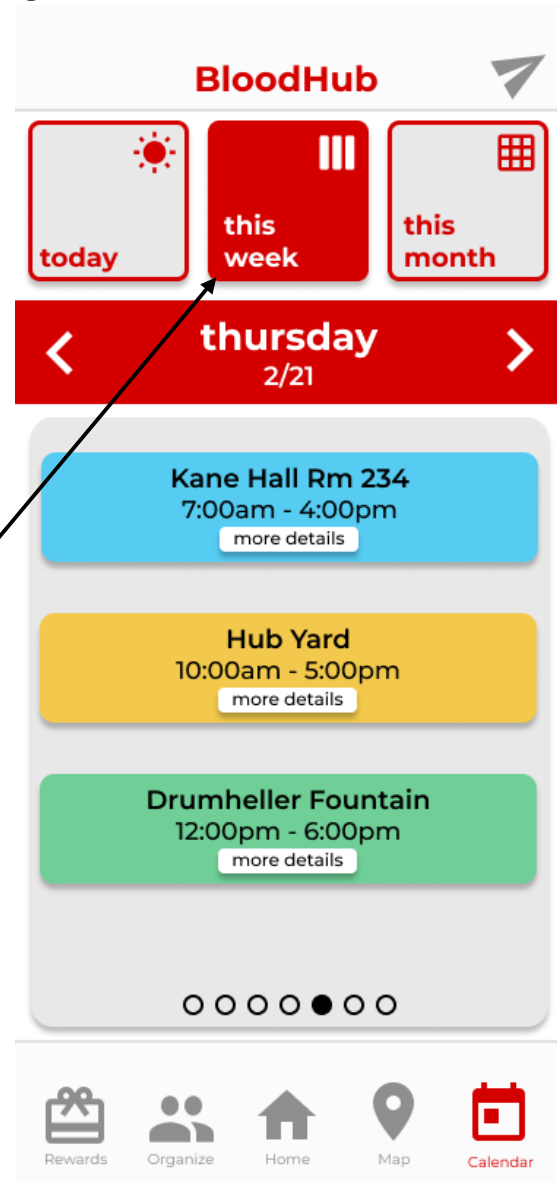 BloodHub
today
this
week
this
month
thursday
2/21
Kane Hall Rm 234
7:00am - 4:00pm
more details
Hub Yard
10:00am - 5:00pm
more details
Drumheller Fountain
12:00pm - 6:00pm
more details
Rewards Organize Home Map Calendar